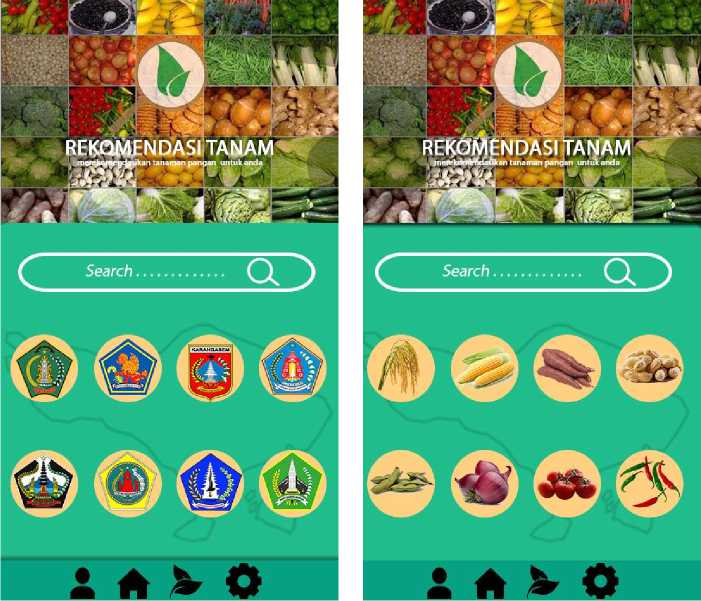 REKOMENDASI TANAM
merekomendasikan tanaman pangan untuk anda
Search . . . . . . . . . . . . .
KARANGASEM
REKOMENDASI TANAM
merekomendasikan tanaman pangan untuk anda
Search . . . . . . . . . . . . .